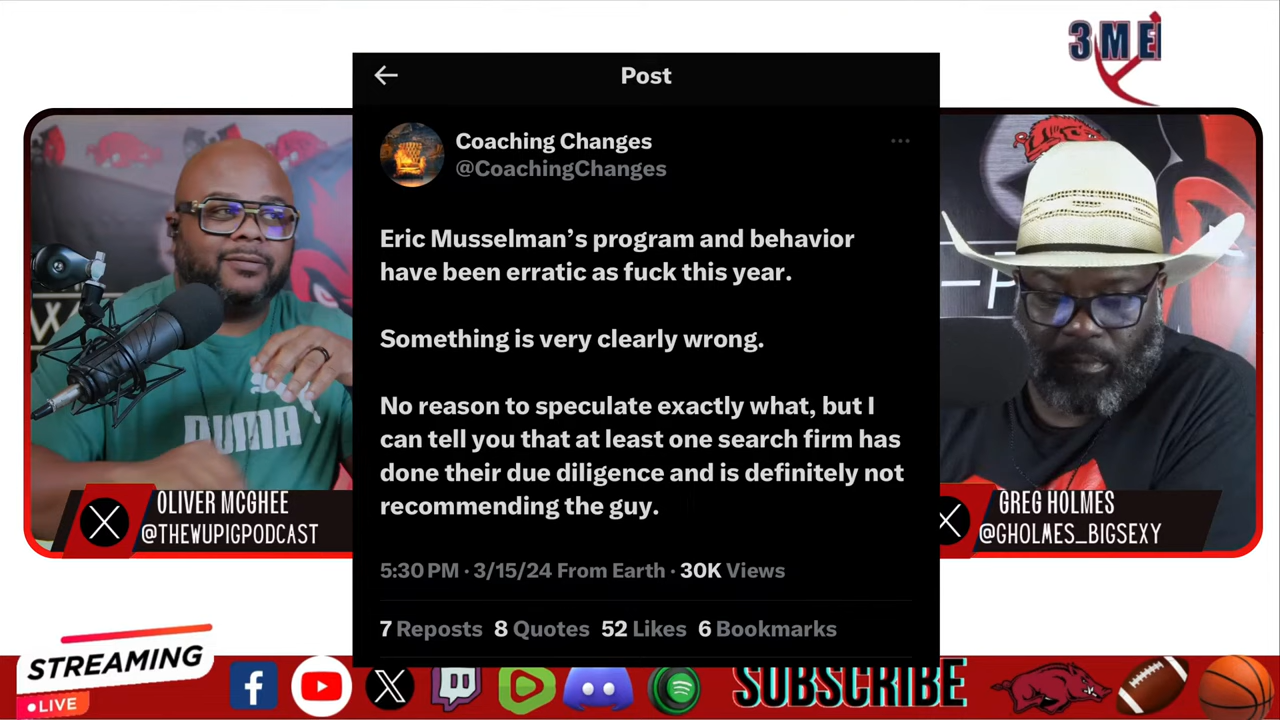 3 ME
Post
Coaching Changes
@CoachingChanges
Eric Musselman’s program and behavior
have been erratic as fuck this year.
Something is very clearly wrong.
No reason to speculate exactly what, but I
can tell you that at least one search firm has
done their due diligence and is definitely not
recommending the guy.
5:30 PM · 3/15/24 From Earth · 30K Views
7 Reposts 8 Quotes 52 Likes 6 Bookmarks
PUMA
OLIVER MCGHEE
@THEWUPIGPODCAST
GREG HOLMES
@GHOLMES_BIGSEXY
STREAMING
LIVE
SUBSCRIBE